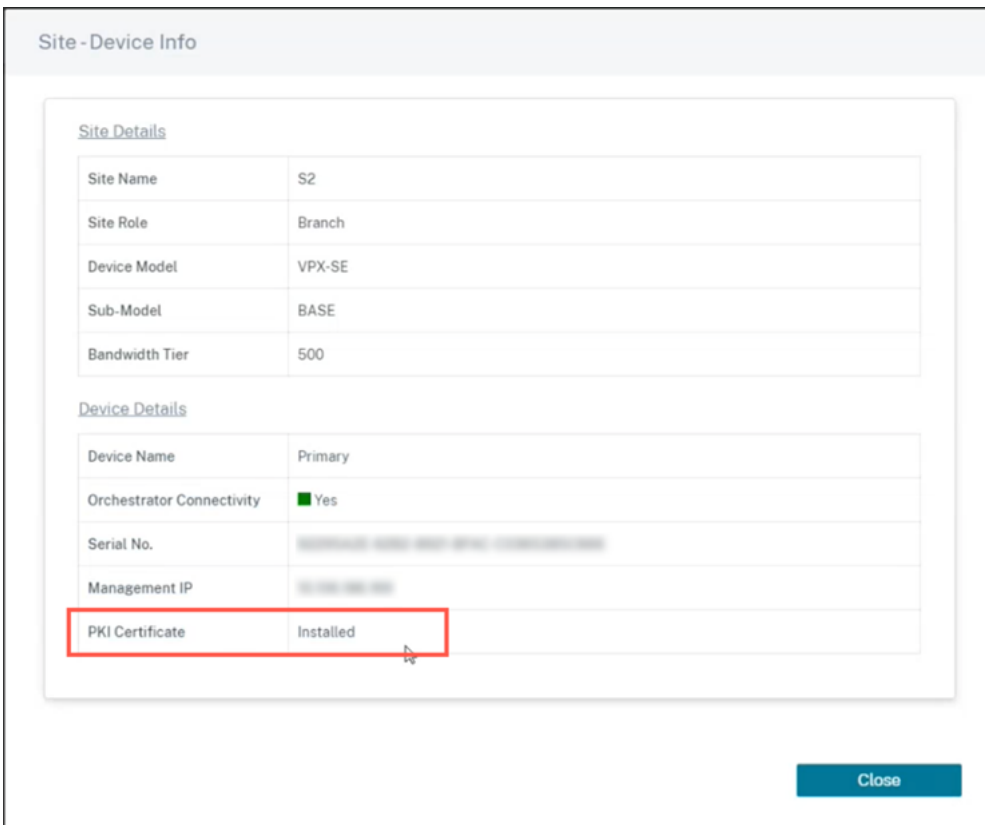 Site - Device Info
Site Details
Site Name S2
Site Role Branch
Device Model VPX-SE
Sub-Model BASE
Bandwidth Tier 500
Device Details
Device Name Primary
Orchestrator Connectivity Yes
Serial No.
Management IP
PKI Certificate Installed
Close